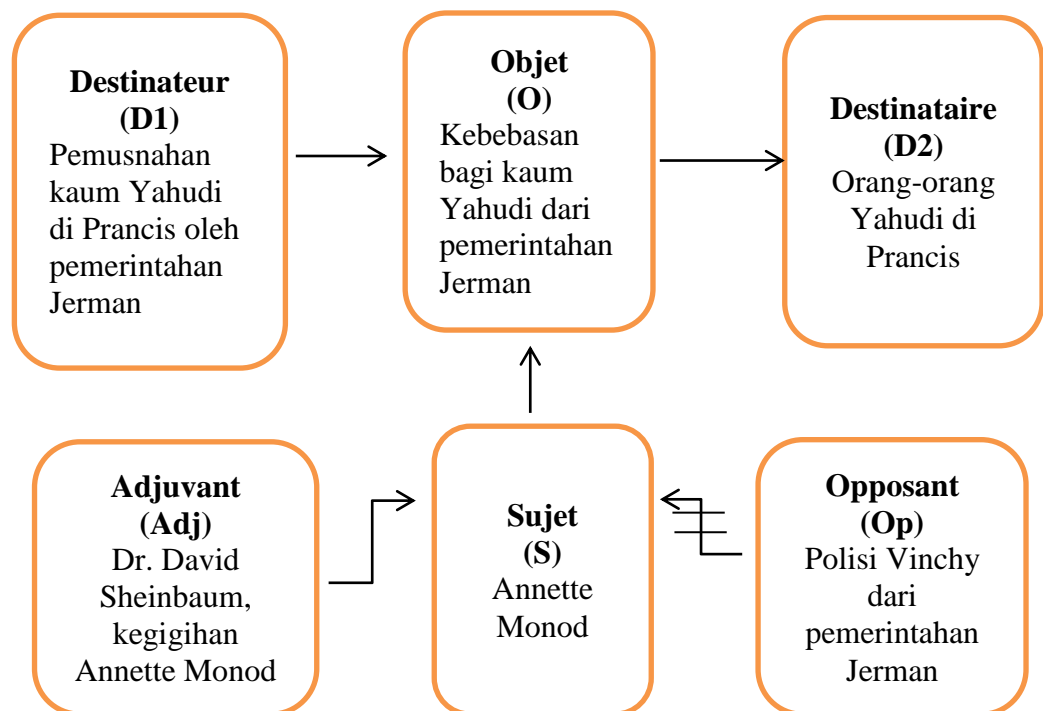 Destinateur
(D1)
Pemusnahan
kaum Yahudi
di Prancis oleh
pemerintahan
Jerman
Objet
(O)
Kebebasan
bagi kaum
Yahudi dari
pemerintahan
Jerman
Destinataire
(D2)
Orang-orang
Yahudi di
Prancis
Adjuvant
(Adj)
Dr. David
Sheinbaum,
kegigihan
Annette Monod
Sujet
(S)
Annette
Monod
Opposant
(Op)
Polisi Vinchy
dari
pemerintahan
Jerman